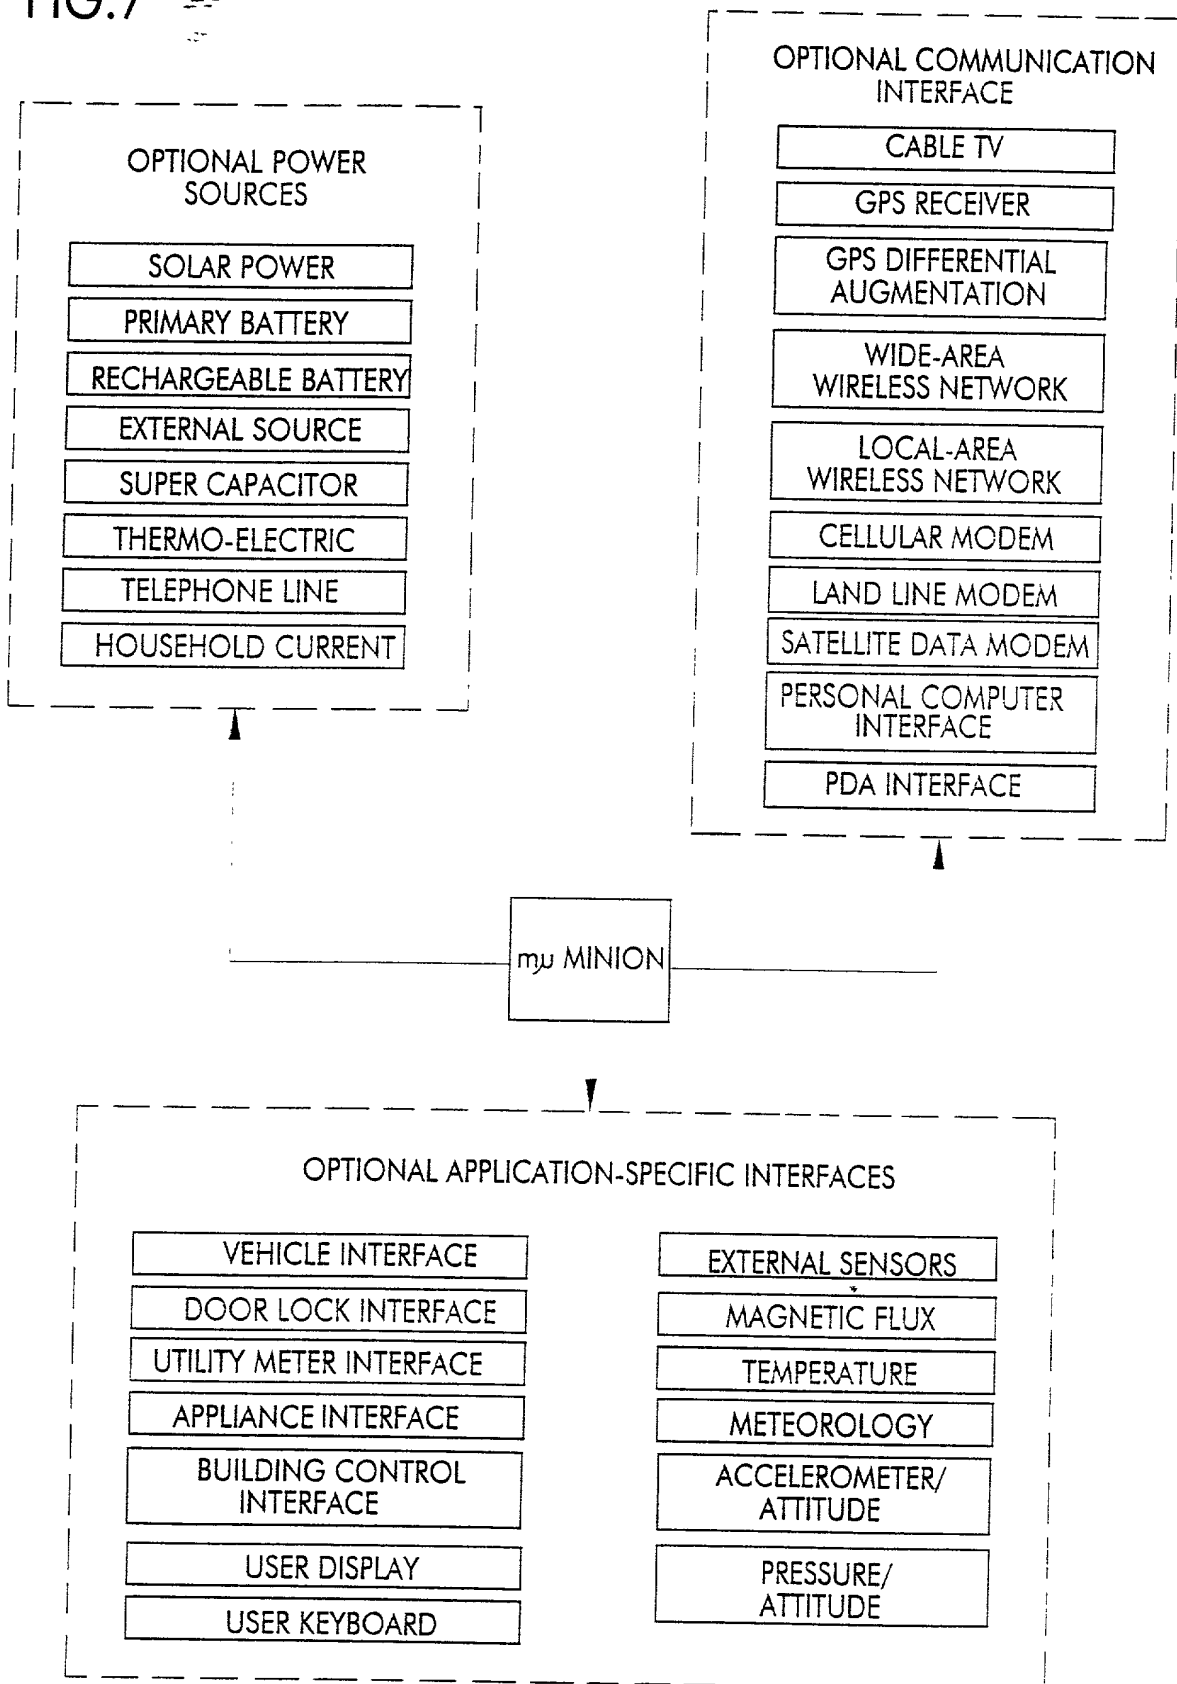 FIG.7
OPTIONAL POWER
SOURCES
SOLAR POWER
PRIMARY BATTERY
RECHARGEABLE BATTERY
EXTERNAL SOURCE
SUPER CAPACITOR
THERMO-ELECTRIC
TELEPHONE LINE
HOUSEHOLD CURRENT
OPTIONAL COMMUNICATION
INTERFACE
CABLE TV
GPS RECEIVER
GPS DIFFERENTIAL
AUGMENTATION
WIDE-AREA
WIRELESS NETWORK
LOCAL-AREA
WIRELESS NETWORK
CELLULAR MODEM
LAND LINE MODEM
SATELLITE DATA MODEM
PERSONAL COMPUTER
INTERFACE
PDA INTERFACE
mμ MINION
OPTIONAL APPLICATION-SPECIFIC INTERFACES
VEHICLE INTERFACE
DOOR LOCK INTERFACE
UTILITY METER INTERFACE
APPLIANCE INTERFACE
BUILDING CONTROL
INTERFACE
USER DISPLAY
USER KEYBOARD
EXTERNAL SENSORS
MAGNETIC FLUX
TEMPERATURE
METEOROLOGY
ACCELEROMETER/
ATTITUDE
PRESSURE/
ATTITUDE